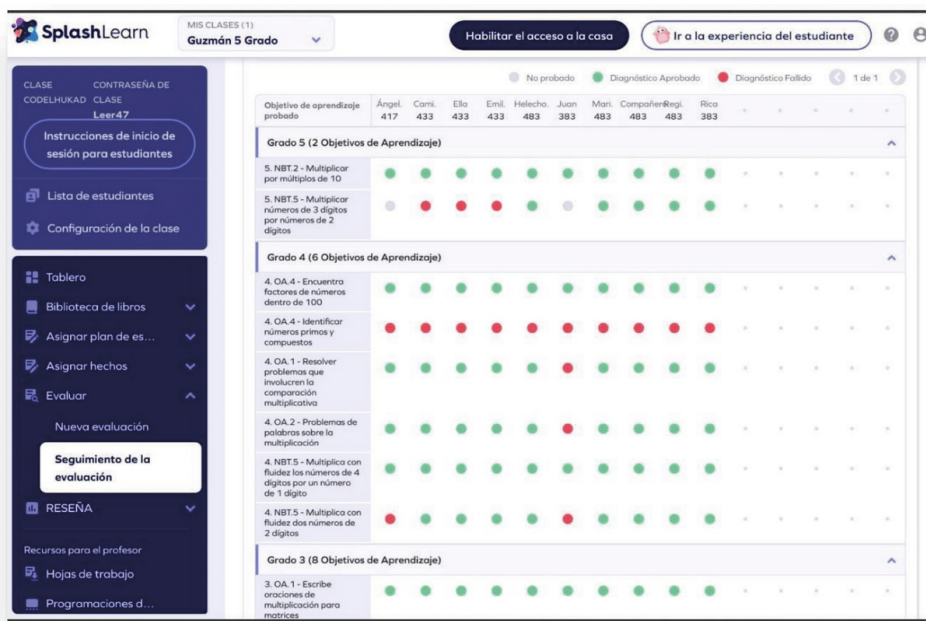 SplashLearn
MIS CLASES (1)
Guzmán 5 Grado
Habilitar el acceso a la casa
Ir a la experiencia del estudiante
CLASE
CODELHUKAD
CONTRASEÑA DE
CLASE
Leer47
Instrucciones de inicio de
sesión para estudiantes
Lista de estudiantes
Configuración de la clase
Tablero
Biblioteca de libros
Asignar plan de es...
Asignar hechos
Evaluar
Nueva evaluación
Seguimiento de la
evaluación
RESEÑA
Recursos para el profesor
Hojas de trabajo
Programaciones d...
No probado
Diagnóstico Aprobado
Diagnóstico Fallido
1 de 1
Objetivo de aprendizaje
probado
Ángel. Cami. Ella Emil. Helecho. Juan Mari. Compañer Regi. Rica
417 433 433 433 483 383 483 483 483 383
Grado 5 (2 Objetivos de Aprendizaje)
5. NBT.2 - Multiplicar
por múltiplos de 10
5. NBT.5 - Multiplicar
números de 3 dígitos
por números de 2
dígitos
Grado 4 (6 Objetivos de Aprendizaje)
4. OA.4 - Encuentra
factores de números
dentro de 100
4. OA.4 - Identificar
números primos y
compuestos
4. OA.1 - Resolver
problemas que
involucren la
comparación
multiplicativa
4. OA.2 - Problemas de
palabras sobre la
multiplicación
4. NBT.5 - Multiplica con
fluidez los números de 4
dígitos por un número
de 1 dígito
4. NBT.5 - Multiplica con
fluidez dos números de
2 dígitos
Grado 3 (8 Objetivos de Aprendizaje)
3. OA.1 - Escribe
oraciones de
multiplicación para
matrices